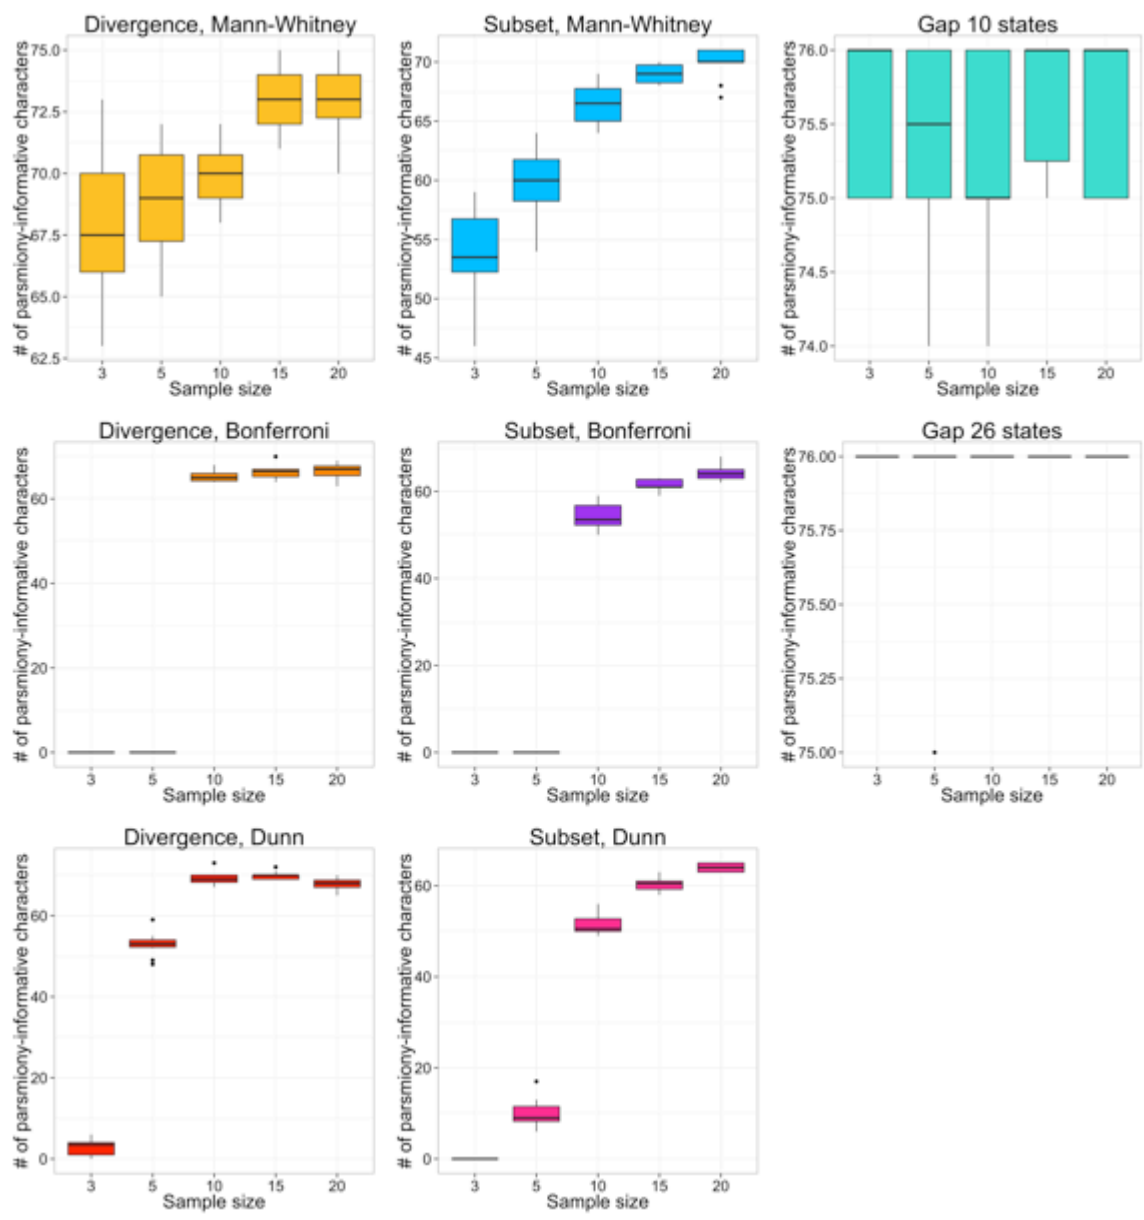 Divergence, Mann-Whitney
# of parsmiony-informative characters
75.0
72.5
70.0
67.5
65.0
62.5
3 5 10 15 20
Sample size
Subset, Mann-Whitney
# of parsmiony-informative characters
70
65
60
55
50
45
3 5 10 15 20
Sample size
Gap 10 states
# of parsmiony-informative characters
76.0
75.5
75.0
74.5
74.0
3 5 10 15 20
Sample size
Divergence, Bonferroni
# of parsmiony-informative characters
60
40
20
0
3 5 10 15 20
Sample size
Subset, Bonferroni
# of parsmiony-informative characters
60
40
20
0
3 5 10 15 20
Sample size
Gap 26 states
# of parsmiony-informative characters
76.00
75.75
75.50
75.25
75.00
3 5 10 15 20
Sample size
Divergence, Dunn
# of parsmiony-informative characters
60
40
20
0
3 5 10 15 20
Sample size
Subset, Dunn
# of parsmiony-informative characters
60
40
20
0
3 5 10 15 20
Sample size